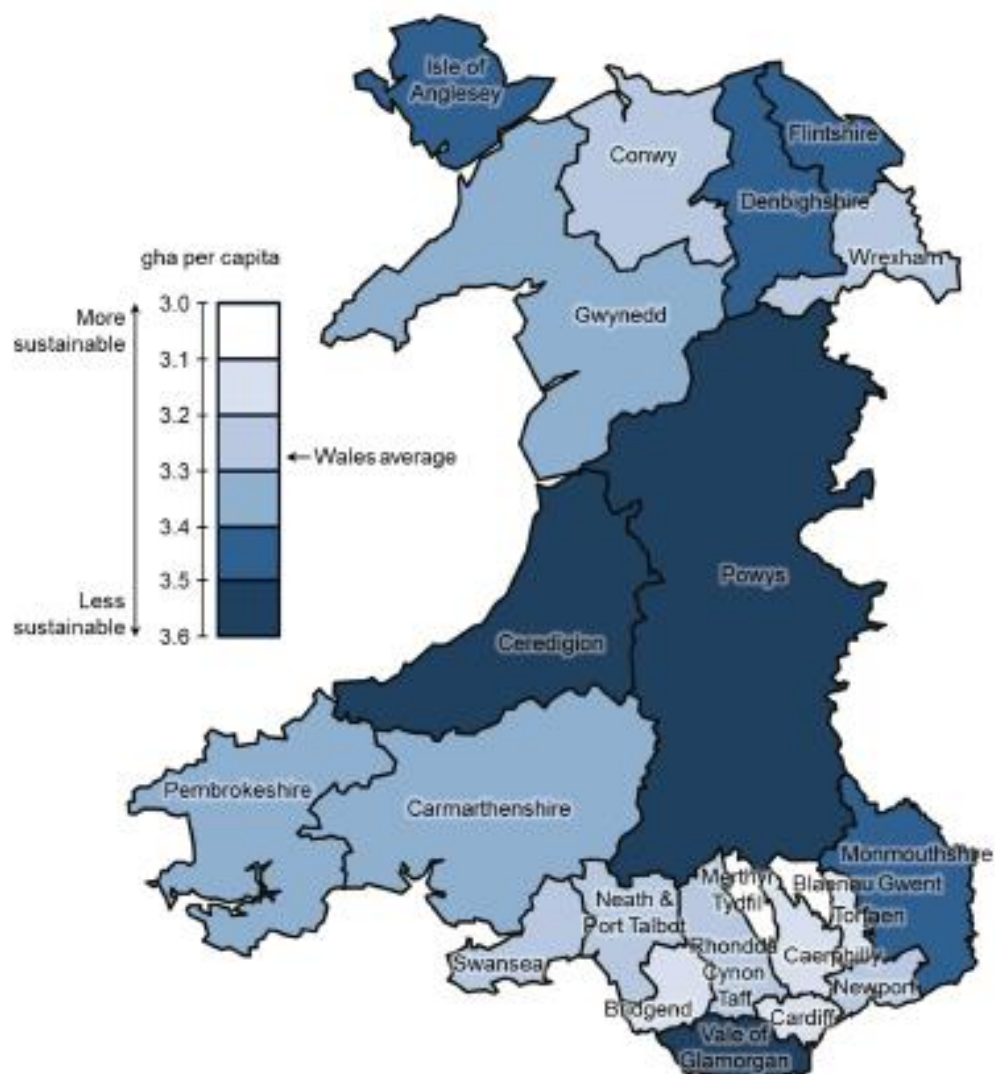 Isle of
Anglesey
Flintshire
Conwy
Denbighshire
Wrexham
gha per capita
More
sustainable
3.0
3.1
3.2
Wales average
3.3
3.4
3.5
Less
sustainable
3.6
Gwynedd
Powys
Ceredigion
Pembrokeshire
Carmarthenshire
Monmouthshire
Merthyr
Tydfil
Blaenau Gwent
Torfaen
Neath &
Port Talbot
Rhondda
Cynon
Taff
Caerphilly
Swansea
Newport
Bridgend
Cardiff
Vale of
Glamorgan